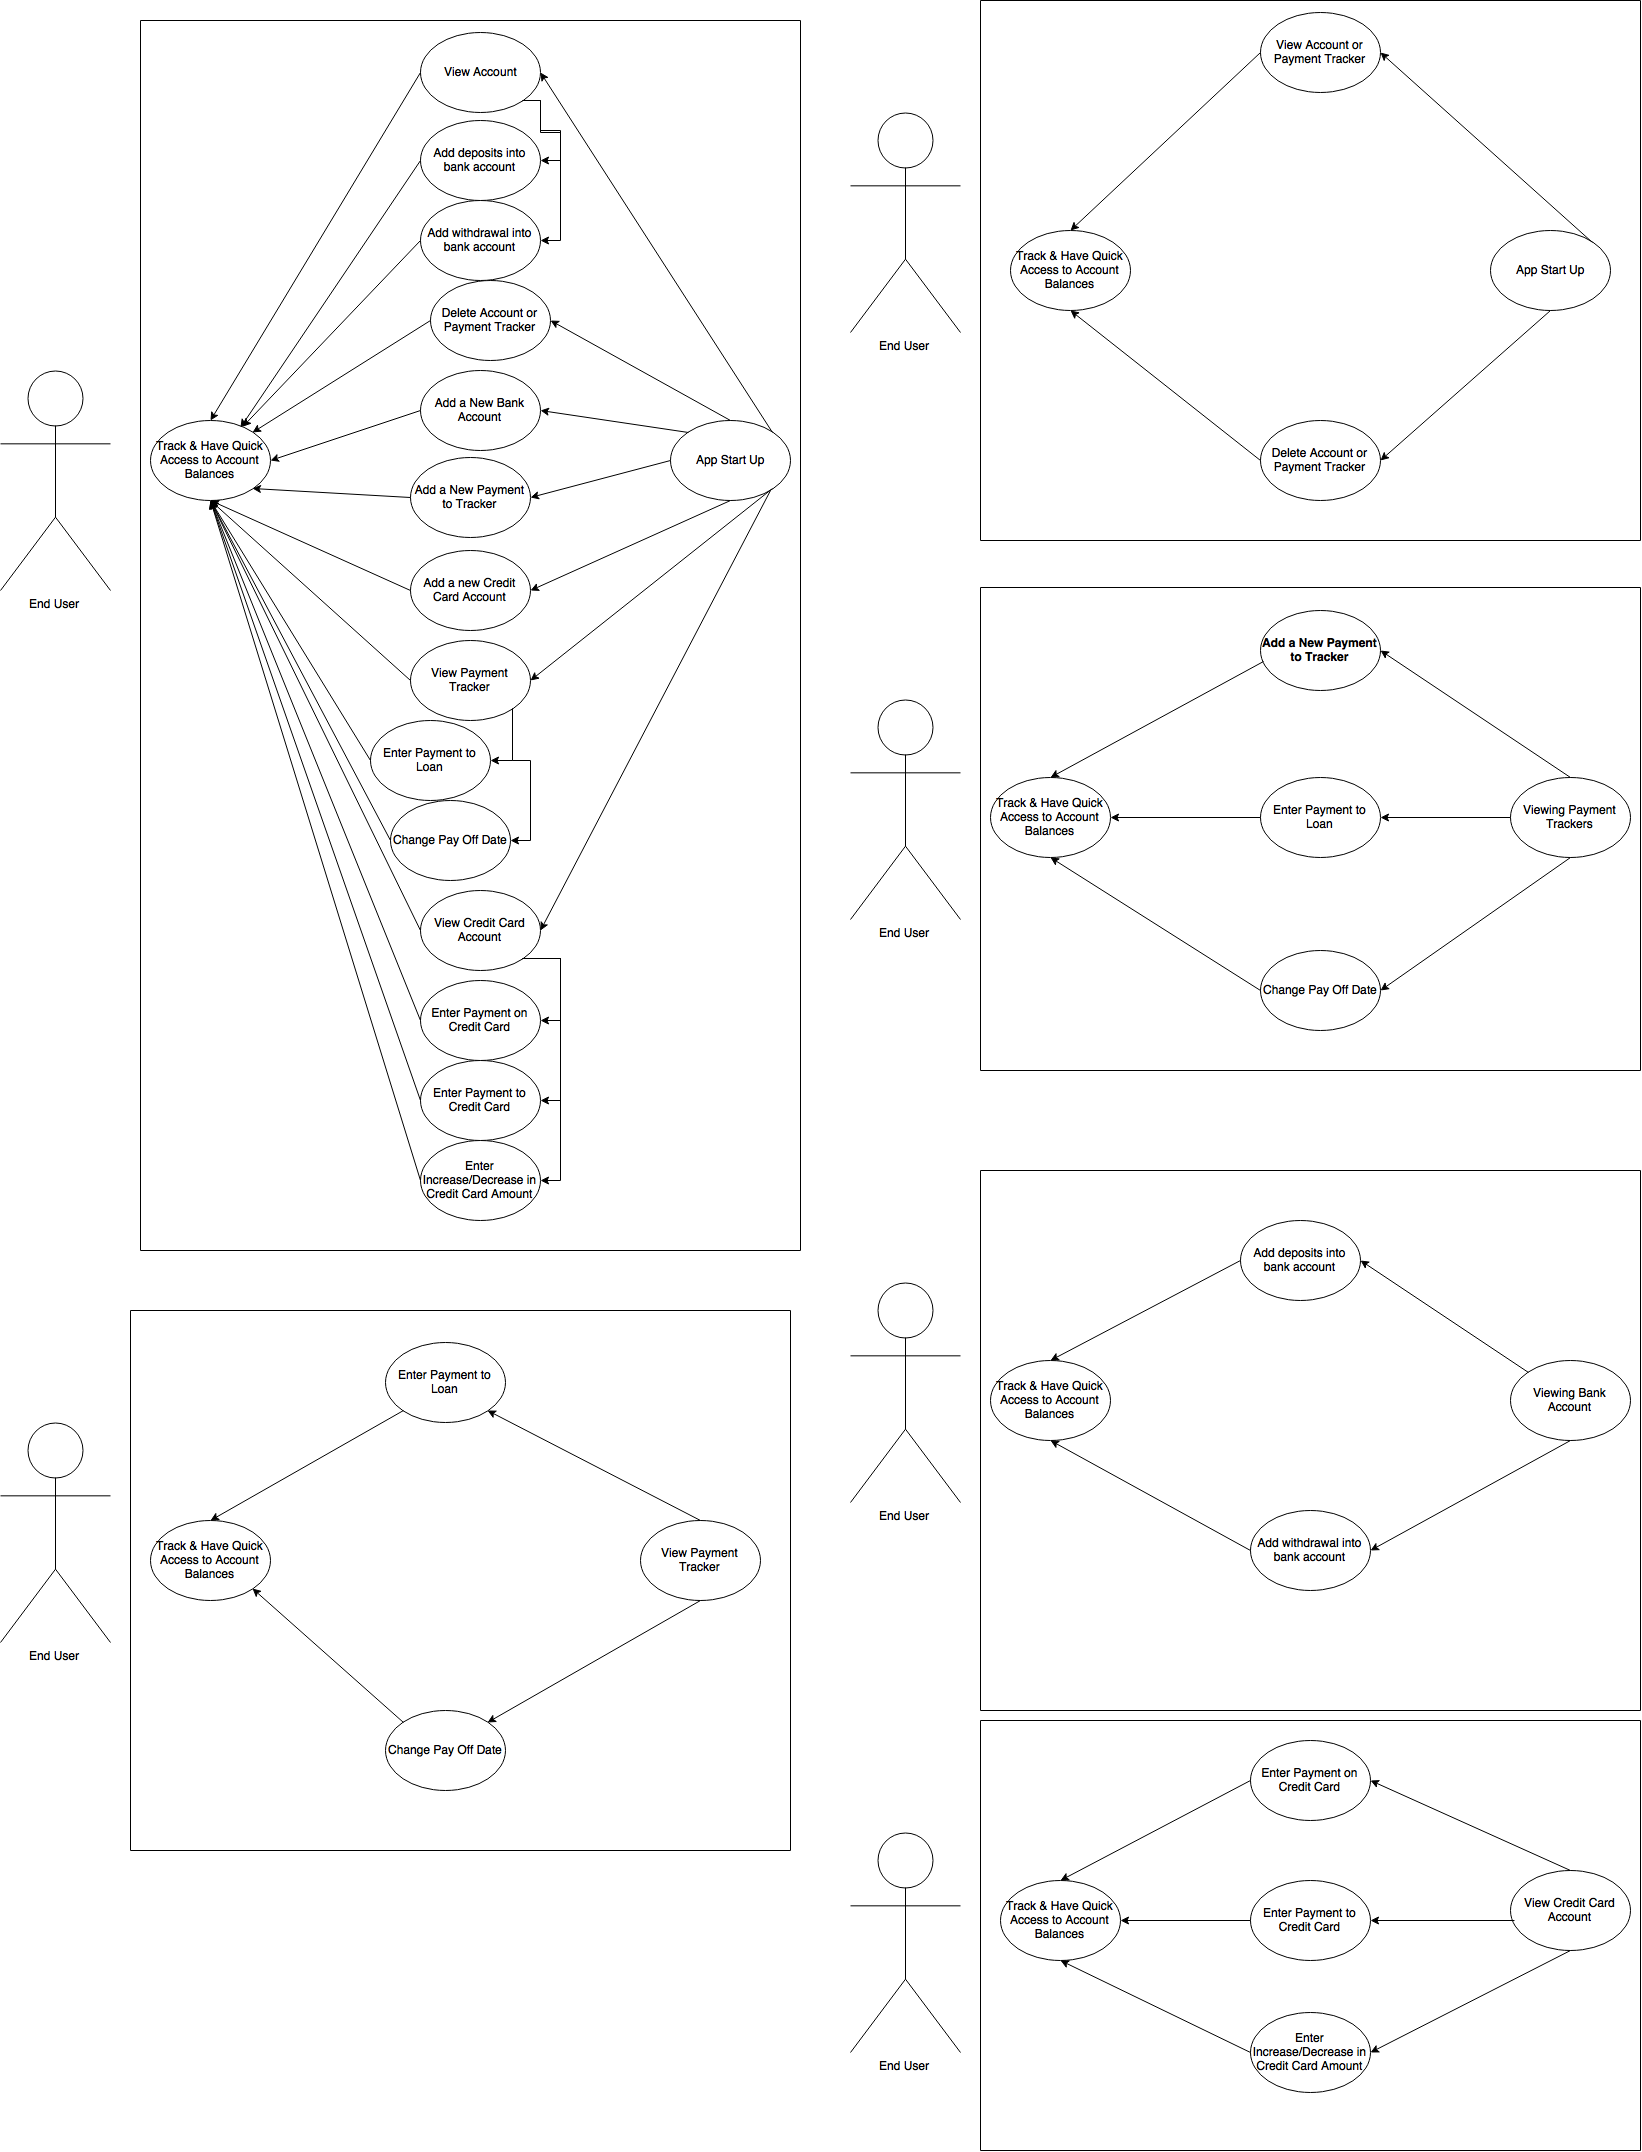 View Account
Add deposits into
bank account
Add withdrawal into
bank account
Delete Account or
Payment Tracker
Add a New Bank
Account
Track & Have Quick
Access to Account
Balances
App Start Up
Add a New Payment
to Tracker
Add a new Credit
Card Account
End User
View Payment
Tracker
Enter Payment to
Loan
Change Pay Off Date
View Credit Card
Account
Enter Payment on
Credit Card
Enter Payment to
Credit Card
Enter
Increase/Decrease in
Credit Card Amount
Enter Payment to
Loan
Track & Have Quick
Access to Account
Balances
View Payment
Tracker
End User
Change Pay Off Date
View Account or
Payment Tracker
Track & Have Quick
Access to Account
Balances
App Start Up
End User
Delete Account or
Payment Tracker
Add a New Payment
to Tracker
Track & Have Quick
Access to Account
Balances
Enter Payment to
Loan
Viewing Payment
Trackers
End User
Change Pay Off Date
Add deposits into
bank account
Track & Have Quick
Access to Account
Balances
Viewing Bank
Account
End User
Add withdrawal into
bank account
Enter Payment on
Credit Card
Track & Have Quick
Access to Account
Balances
Enter Payment to
Credit Card
View Credit Card
Account
End User
Enter
Increase/Decrease in
Credit Card Amount